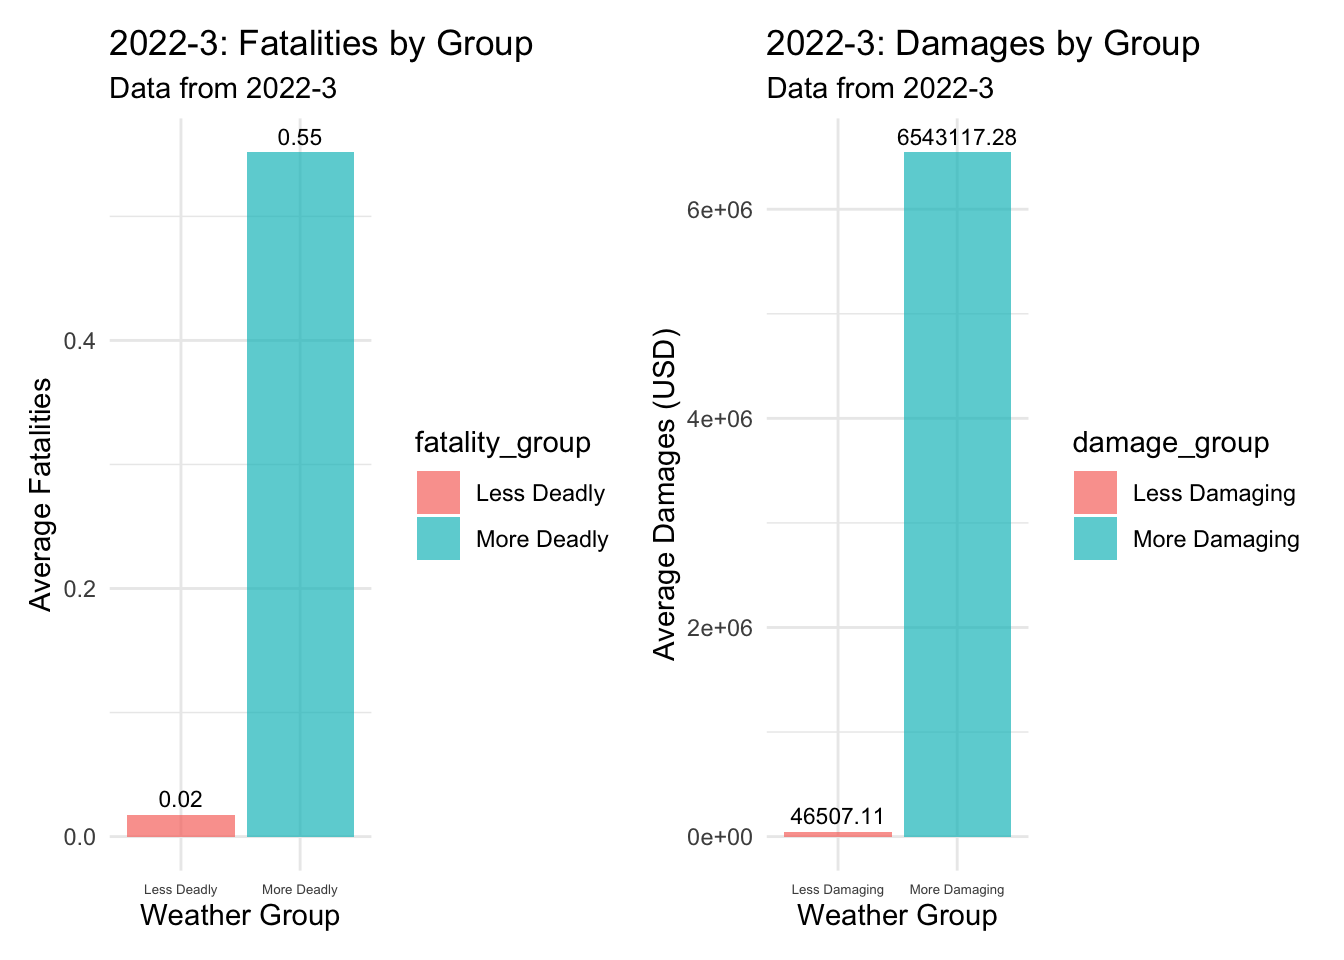 2022-3: Fatalities by Group
Data from 2022-3
0.55
0.4
0.2
0.02
0.0
Average Fatalities
Less Deadly
More Deadly
Weather Group
fatality_group
Less Deadly
More Deadly
2022-3: Damages by Group
Data from 2022-3
6543117.28
6e+06
4e+06
2e+06
46507.11
0e+00
Average Damages (USD)
Less Damaging
More Damaging
Weather Group
damage_group
Less Damaging
More Damaging